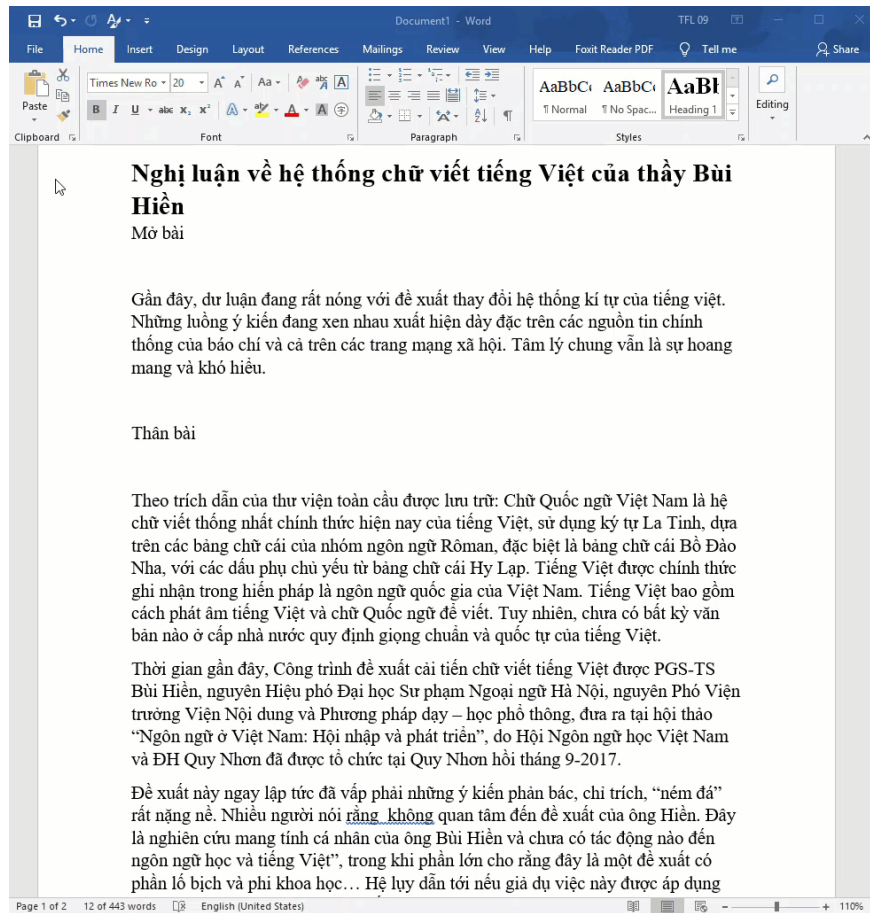 Document1 - Word
TFL 09
File Home Insert Design Layout References Mailings Review View Help Foxit Reader PDF Tell me Share
Times New Ro 20 A A Aa A
Paste
B I U abc x₂ x² A aby A A
AaBbCc AaBbCc AaBb
¶ Normal ¶ No Spac... Heading 1
Editing
Clipboard Font Paragraph Styles
Nghị luận về hệ thống chữ viết tiếng Việt của thầy Bùi
Hiền
Mở bài
Gần đây, dư luận đang rất nóng với đề xuất thay đổi hệ thống kí tự của tiếng việt.
Những luồng ý kiến đang xen nhau xuất hiện dày đặc trên các nguồn tin chính
thống của báo chí và cả trên các trang mạng xã hội. Tâm lý chung vẫn là sự hoang
mang và khó hiểu.
Thân bài
Theo trích dẫn của thư viện toàn cầu được lưu trữ: Chữ Quốc ngữ Việt Nam là hệ
chữ viết thống nhất chính thức hiện nay của tiếng Việt, sử dụng ký tự La Tinh, dựa
trên các bảng chữ cái của nhóm ngôn ngữ Rôman, đặc biệt là bảng chữ cái Bồ Đào
Nha, với các dấu phụ chủ yếu từ bảng chữ cái Hy Lạp. Tiếng Việt được chính thức
ghi nhận trong hiến pháp là ngôn ngữ quốc gia của Việt Nam. Tiếng Việt bao gồm
cách phát âm tiếng Việt và chữ Quốc ngữ để viết. Tuy nhiên, chưa có bất kỳ văn
bản nào ở cấp nhà nước quy định giọng chuẩn và quốc tự của tiếng Việt.
Thời gian gần đây, Công trình đề xuất cải tiến chữ viết tiếng Việt được PGS-TS
Bùi Hiền, nguyên Hiệu phó Đại học Sư phạm Ngoại ngữ Hà Nội, nguyên Phó Viện
trưởng Viện Nội dung và Phương pháp dạy – học phổ thông, đưa ra tại hội thảo
“Ngôn ngữ ở Việt Nam: Hội nhập và phát triển”, do Hội Ngôn ngữ học Việt Nam
và ĐH Quy Nhơn đã được tổ chức tại Quy Nhơn hồi tháng 9-2017.
Đề xuất này ngay lập tức đã vấp phải những ý kiến phản bác, chỉ trích, “ném đá”
rất nặng nề. Nhiều người nói rằng  không quan tâm đến đề xuất của ông Hiền. Đây
là nghiên cứu mang tính cá nhân của ông Bùi Hiền và chưa có tác động nào đến
ngôn ngữ học và tiếng Việt”, trong khi phần lớn cho rằng đây là một đề xuất có
phần lố bịch và phi khoa học… Hệ lụy dẫn tới nếu giả dụ việc này được áp dụng
Page 1 of 2 12 of 443 words English (United States) 110%